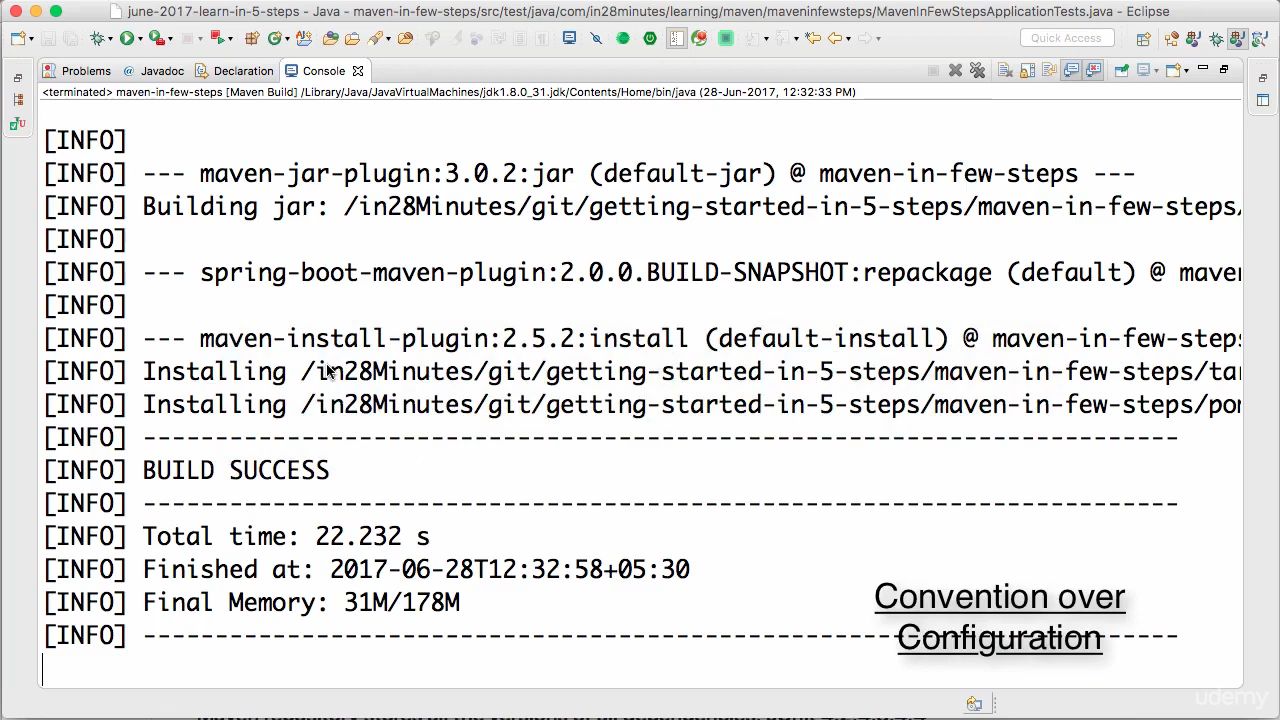 june-2017-learn-in-5-steps - Java - maven-in-few-steps/src/test/java/com/in28minutes/learning/maven/maveninfewsteps/MavenInFewStepsApplicationTests.java - Eclipse
Quick Access
Problems @ Javadoc Declaration Console
<terminated> maven-in-few-steps [Maven Build] /Library/Java/JavaVirtualMachines/jdk1.8.0_31.jdk/Contents/Home/bin/java (28-Jun-2017, 12:32:33 PM)
[INFO]
[INFO] --- maven-jar-plugin:3.0.2:jar (default-jar) @ maven-in-few-steps ---
[INFO] Building jar: /in28Minutes/git/getting-started-in-5-steps/maven-in-few-steps/
[INFO]
[INFO] --- spring-boot-maven-plugin:2.0.0.BUILD-SNAPSHOT:repackage (default) @ maven
[INFO]
[INFO] --- maven-install-plugin:2.5.2:install (default-install) @ maven-in-few-steps
[INFO] Installing /in28Minutes/git/getting-started-in-5-steps/maven-in-few-steps/tar
[INFO] Installing /in28Minutes/git/getting-started-in-5-steps/maven-in-few-steps/pom
[INFO] ------------------------------------------------------------------------
[INFO] BUILD SUCCESS
[INFO] ------------------------------------------------------------------------
[INFO] Total time: 22.232 s
[INFO] Finished at: 2017-06-28T12:32:58+05:30
[INFO] Final Memory: 31M/178M
[INFO] ------------------------------------------------------------------------
Convention over
Configuration
udemy